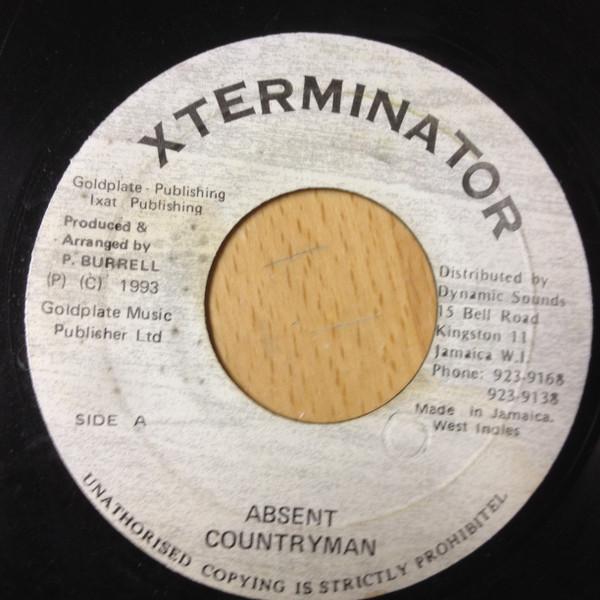 XTERMINATOR
Goldplate - Publishing
Ixat Publishing
Produced &
Arranged by
P. BURRELL
(P) (C) 1993
Goldplate Music
Publisher Ltd
SIDE A
Distributed by
Dynamic Sounds
15 Bell Road
Kingston 11
Jamaica W.I.
Phone: 923-9168
923-9138
Made in Jamaica.
West Indies
ABSENT
COUNTRYMAN
UNATHORISED COPYING IS STRICTLY PROHIBITEL